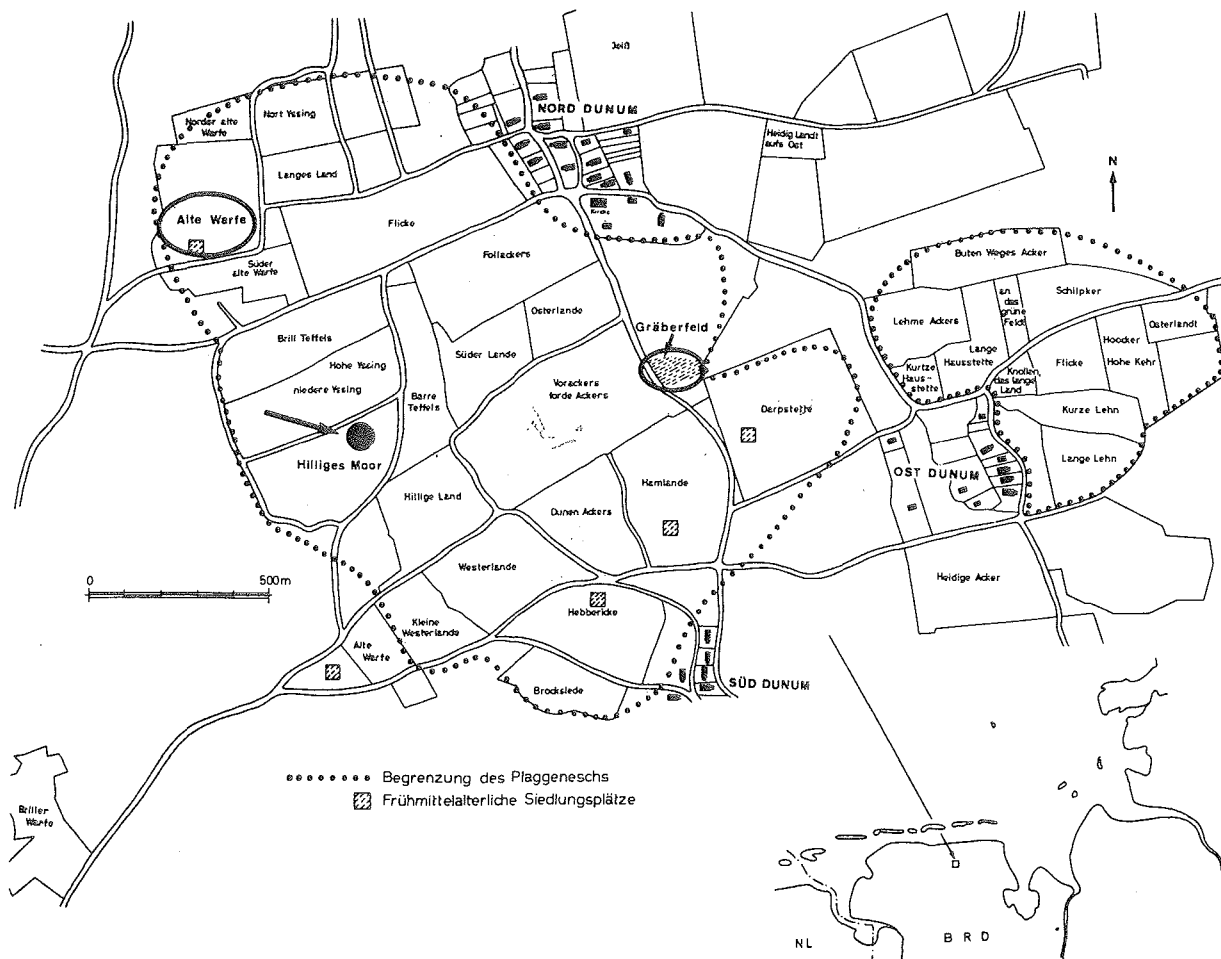 NORD DUNUM
Norder alte
Warfe
Nort Yssing
Heidig Landt
aufs Ost
N
Langes Land
Alte Warfe
Kirche
Flicke
Süder
alte Warfe
Follackers
Buten Weges Acker
an
das
grüne
Feldt
Schilpker
Osterlande
Gräberfeld
Lehme Ackers
Osterlandt
Brill Teffels
Süder Lande
Lange
Hausstette
Hoocker
Hohe Yssing
Kurtze
Haus-
stette
Knollen,
das lange
Land
Flicke
Hohe Kehr
niedere Yssing
Barre
Teffels
Vorackers
forde Ackers
Darpstette
Kurze Lehn
Hilliges Moor
Lange Lehn
OST DUNUM
Hillige Land
Hamlande
Dunen Ackers
0
500m
Westerlande
Heidige Acker
Hebbericke
Kleine
Westerlande
Alte
Warfe
SÜD DUNUM
Brockslede
Begrenzung des Plaggeneschs
Frühmittelalterliche Siedlungsplätze
Briller
Warfe
NL
BRD